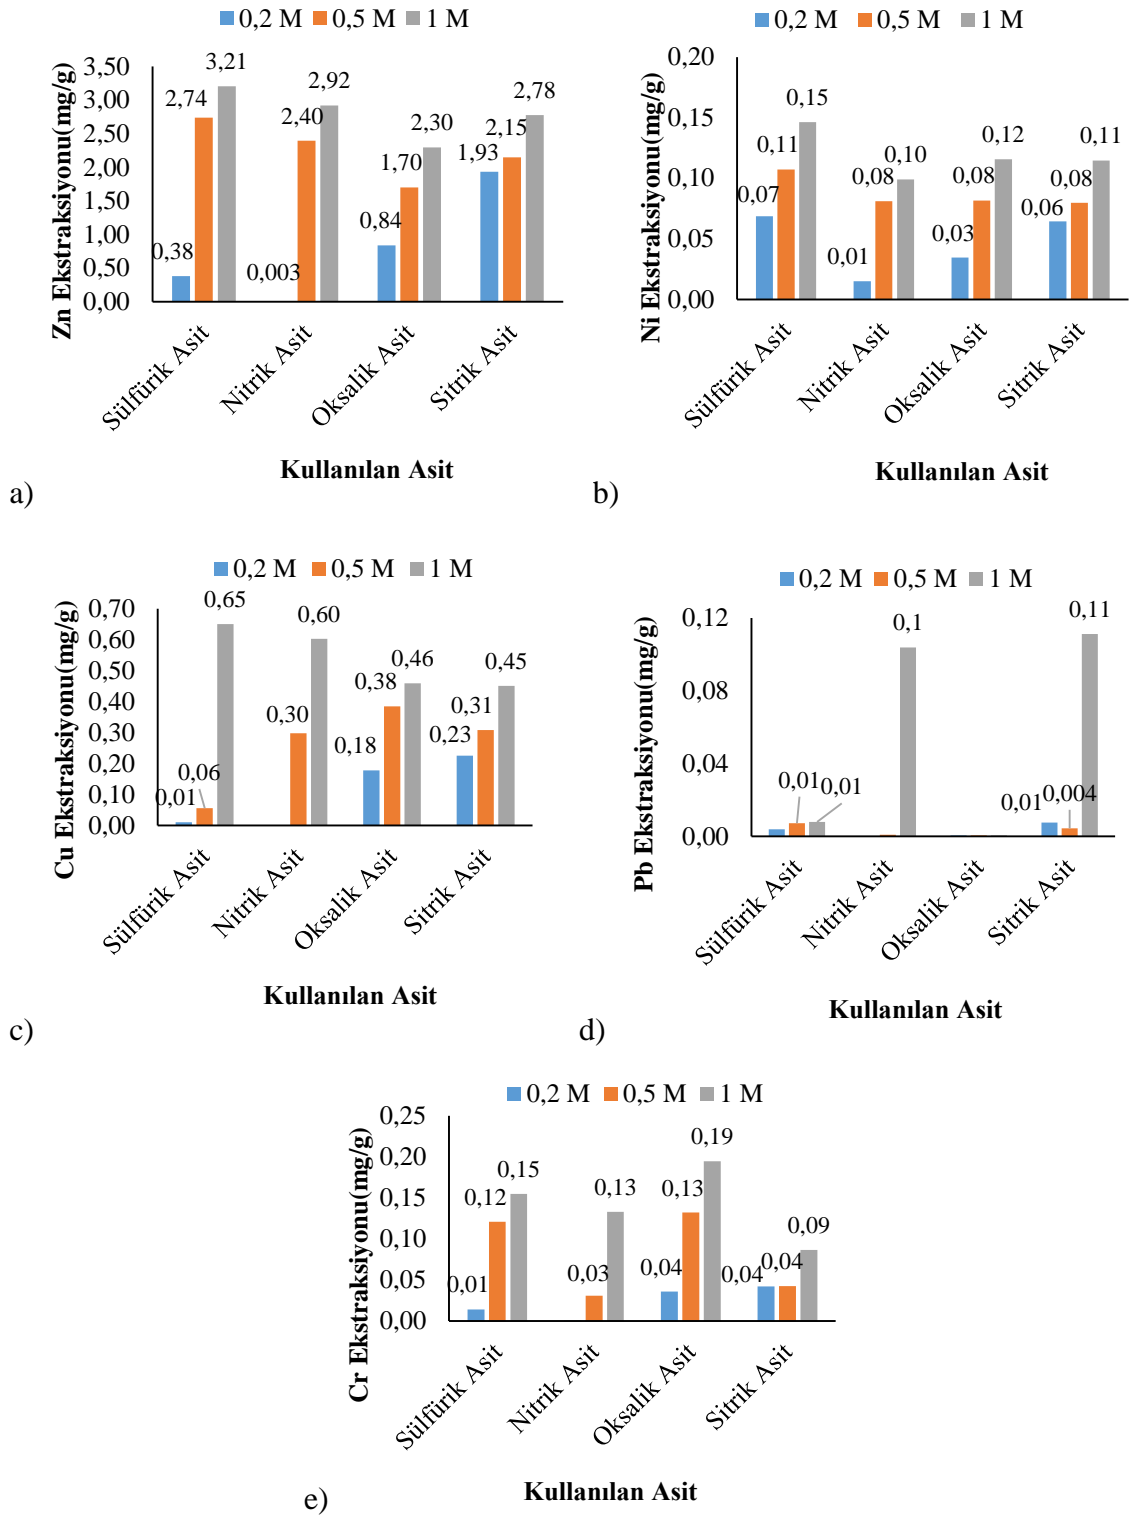 0,2 M 0,5 M 1 M
Zn Ekstraksiyonu(mg/g)
3,50
3,00
2,50
2,00
1,50
1,00
0,50
0,00
0,38 2,74 3,21
0,003 2,40 2,92
0,84 1,70 2,30
1,93 2,15 2,78
Sülfürik Asit
Nitrik Asit
Oksalik Asit
Sitrik Asit
Kullanılan Asit
a)
0,2 M 0,5 M 1 M
Ni Ekstraksiyonu(mg/g)
0,20
0,15
0,10
0,05
0,00
0,07 0,11 0,15
0,01 0,08 0,10
0,03 0,08 0,12
0,06 0,08 0,11
Sülfürik Asit
Nitrik Asit
Oksalik Asit
Sitrik Asit
Kullanılan Asit
b)
0,2 M 0,5 M 1 M
Cu Ekstraksiyonu(mg/g)
0,70
0,60
0,50
0,40
0,30
0,20
0,10
0,00
0,01 0,06 0,65
0,30 0,60
0,18 0,38 0,46
0,23 0,31 0,45
Sülfürik Asit
Nitrik Asit
Oksalik Asit
Sitrik Asit
Kullanılan Asit
c)
0,2 M 0,5 M 1 M
Pb Ekstraksiyonu(mg/g)
0,12
0,08
0,04
0,00
0,01 0,01
0,1
0,01 0,004 0,11
Sülfürik Asit
Nitrik Asit
Oksalik Asit
Sitrik Asit
Kullanılan Asit
d)
0,2 M 0,5 M 1 M
Cr Ekstraksiyonu(mg/g)
0,25
0,20
0,15
0,10
0,05
0,00
0,01 0,12 0,15
0,03 0,13
0,04 0,13 0,19
0,04 0,04 0,09
Sülfürik Asit
Nitrik Asit
Oksalik Asit
Sitrik Asit
Kullanılan Asit
e)